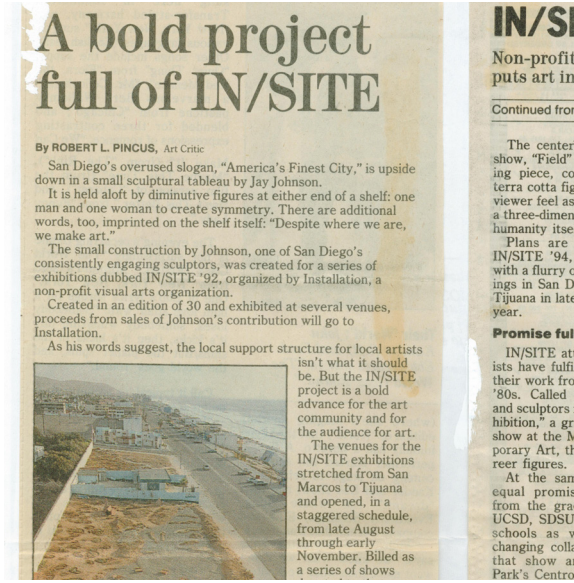 A bold project
full of IN/SITE
By ROBERT L. PINCUS, Art Critic
San Diego's overused slogan, "America's Finest City," is upside
down in a small sculptural tableau by Jay Johnson.
It is held aloft by diminutive figures at either end of a shelf: one
man and one woman to create symmetry. There are additional
words, too, imprinted on the shelf itself: "Despite where we are,
we make art."
The small construction by Johnson, one of San Diego's
consistently engaging sculptors, was created for a series of
exhibitions dubbed IN/SITE '92, organized by Installation, a
non-profit visual arts organization.
Created in an edition of 30 and exhibited at several venues,
proceeds from sales of Johnson's contribution will go to
Installation.
As his words suggest, the local support structure for local artists
isn't what it should
be. But the IN/SITE
project is a bold
advance for the art
community and for
the audience for art.
The venues for the
IN/SITE exhibitions
stretched from San
Marcos to Tijuana
and opened, in a
staggered schedule,
from late August
through early
November. Billed as
a series of shows
IN/SI
Non-profit
puts art in
Continued from
The center
show, "Field"
ing piece, co
terra cotta fig
viewer feel as
a three-dimen
humanity itse
Plans are
IN/SITE '94,
with a flurry o
ings in San D
Tijuana in late
year.
Promise ful
IN/SITE att
ists have fulfi
their work fro
'80s. Called
and sculptors
hibition," a gr
show at the M
porary Art, th
reer figures.
At the sam
equal promis
from the grad
UCSD, SDSU
schools as v
changing colla
that show ar
Park's Centro